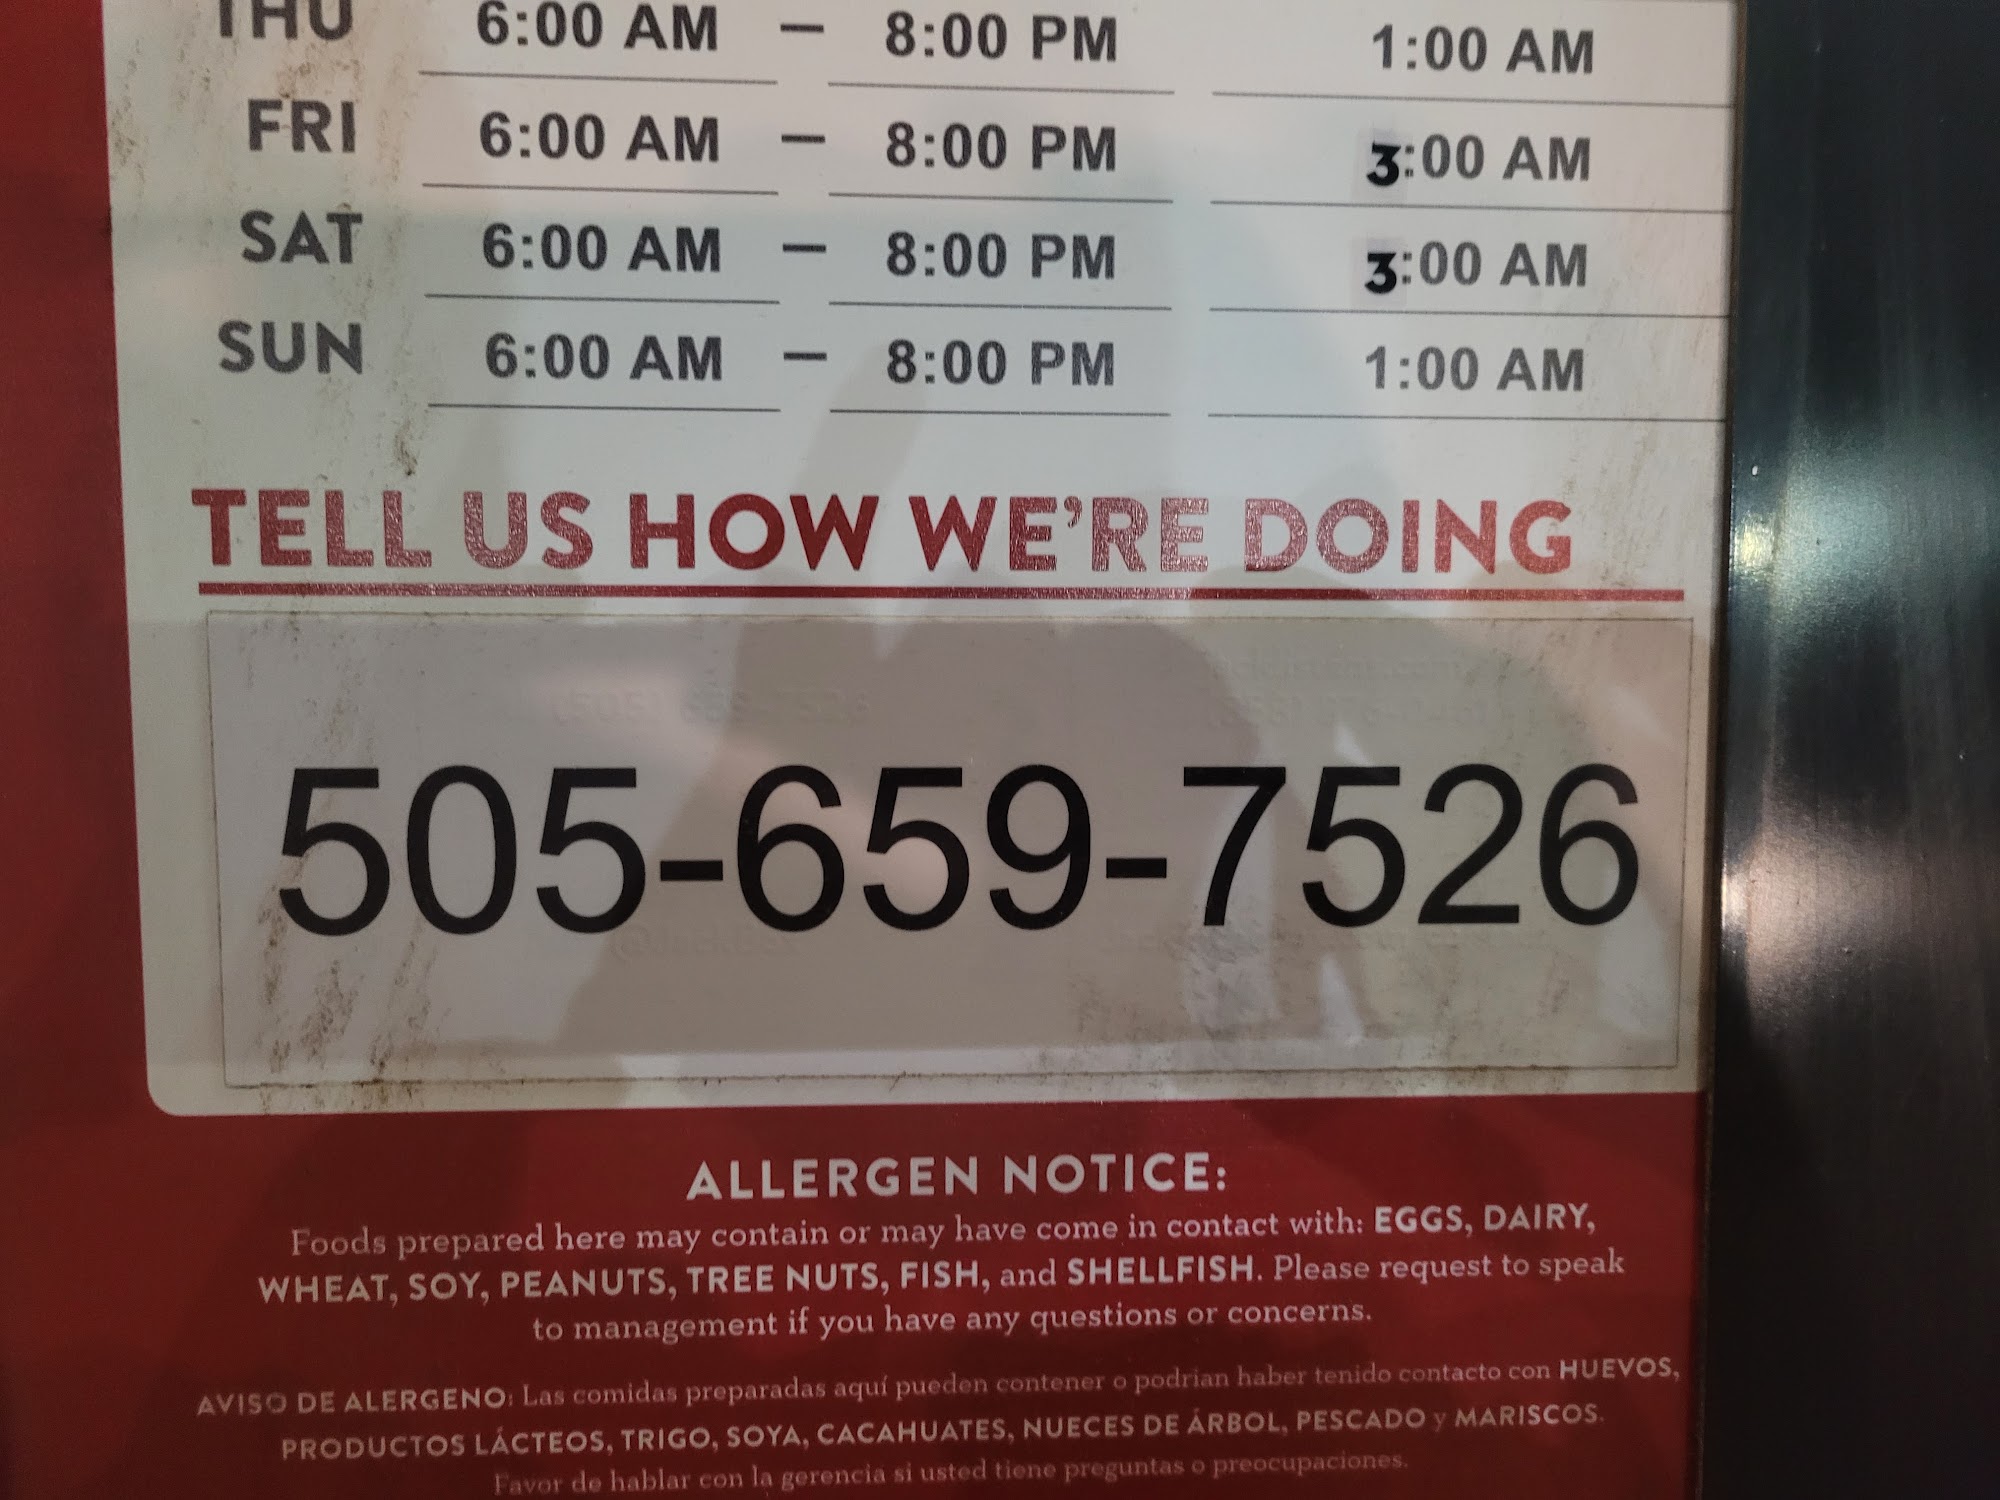 THU 6:00 AM — 8:00 PM 1:00 AM
FRI 6:00 AM — 8:00 PM 3:00 AM
SAT 6:00 AM — 8:00 PM 3:00 AM
SUN 6:00 AM — 8:00 PM 1:00 AM
TELL US HOW WE'RE DOING
505-659-7526
ALLERGEN NOTICE:
Foods prepared here may contain or may have come in contact with: EGGS, DAIRY,
WHEAT, SOY, PEANUTS, TREE NUTS, FISH, and SHELLFISH. Please request to speak
to management if you have any questions or concerns.
AVISO DE ALERGENO: Las comidas preparadas aquí pueden contener o podrian haber tenido contacto con HUEVOS,
PRODUCTOS LÁCTEOS, TRIGO, SOYA, CACAHUATES, NUECES DE ÁRBOL, PESCADO y MARISCOS.
Favor de hablar con la gerencia si usted tiene preguntas o preocupaciones.